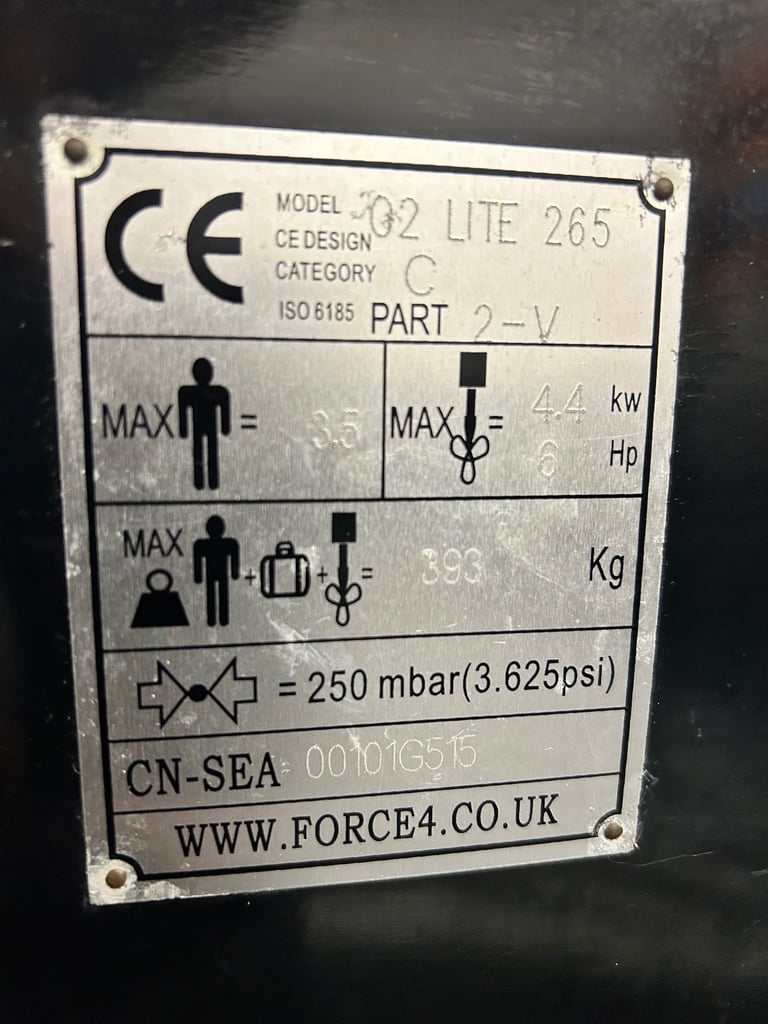 CE
MODEL O2 LITE 265
CE DESIGN
CATEGORY C
ISO 6185 PART 2-V
MAX = 3.5
MAX = 4.4 kw
6 Hp
MAX
+ + = 393 Kg
= 250 mbar(3.625psi)
CN-SEA 00101G515
WWW.FORCE4.CO.UK